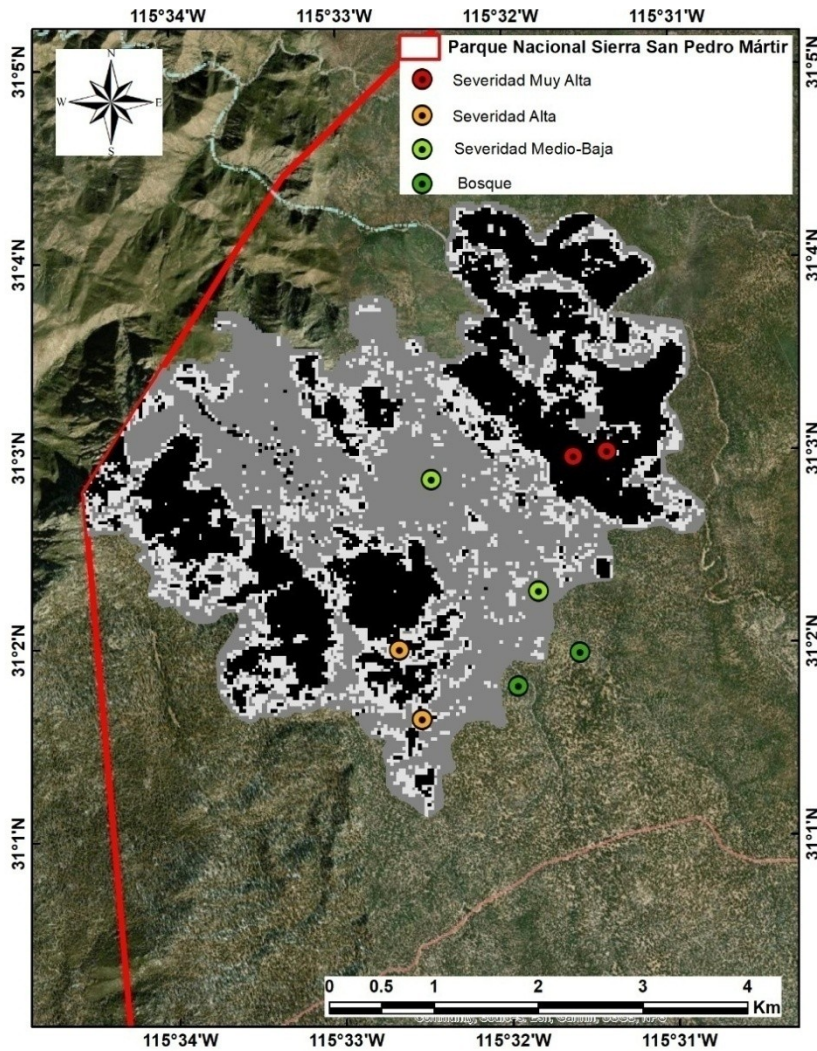 115°34'W 115°33'W 115°32'W 115°31'W
Parque Nacional Sierra San Pedro Mártir
Severidad Muy Alta
Severidad Alta
Severidad Medio-Baja
Bosque
N
W E
S
31°5'N 31°5'N
31°4'N 31°4'N
31°3'N 31°3'N
31°2'N 31°2'N
31°1'N 31°1'N
0 0.5 1 2 3 4
Km
115°34'W 115°33'W 115°32'W 115°31'W